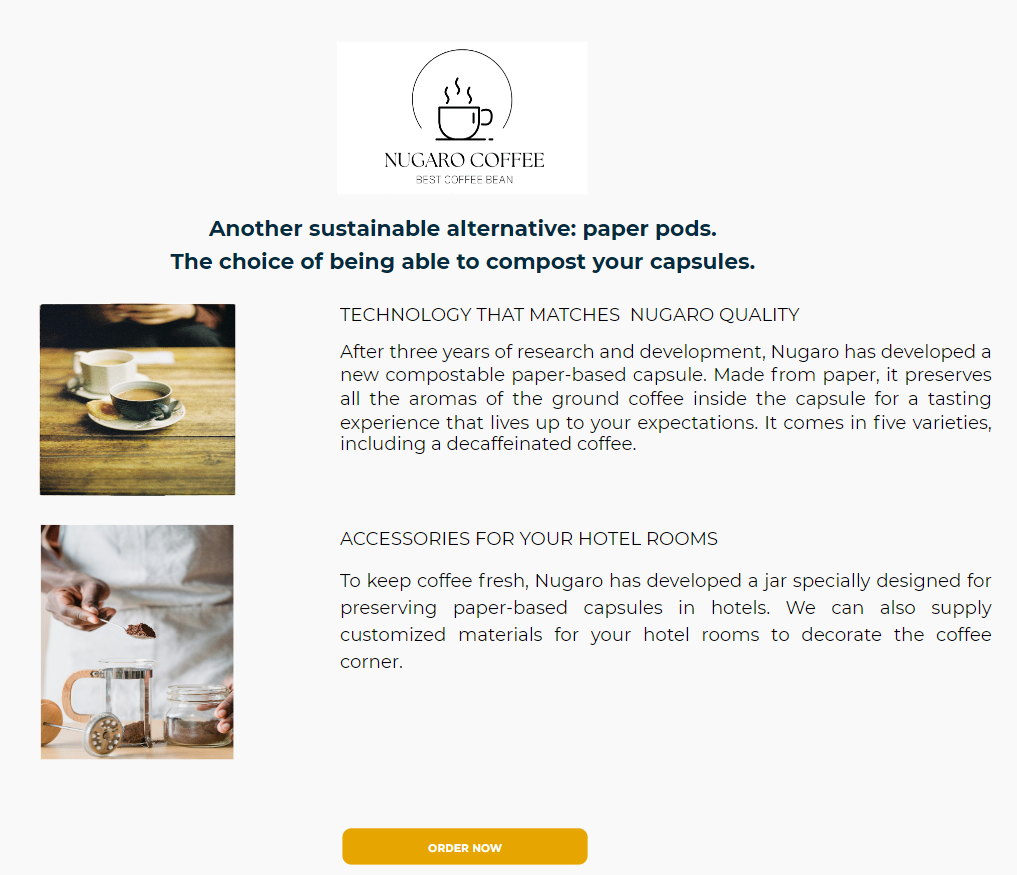 NUGARO COFFEE
BEST COFFEE BEAN
Another sustainable alternative: paper pods.
The choice of being able to compost your capsules.
TECHNOLOGY THAT MATCHES  NUGARO QUALITY
After three years of research and development, Nugaro has developed a
new compostable paper-based capsule. Made from paper, it preserves
all the aromas of the ground coffee inside the capsule for a tasting
experience that lives up to your expectations. It comes in five varieties,
including a decaffeinated coffee.
ACCESSORIES FOR YOUR HOTEL ROOMS
To keep coffee fresh, Nugaro has developed a jar specially designed for
preserving paper-based capsules in hotels. We can also supply
customized materials for your hotel rooms to decorate the coffee
corner.
ORDER NOW